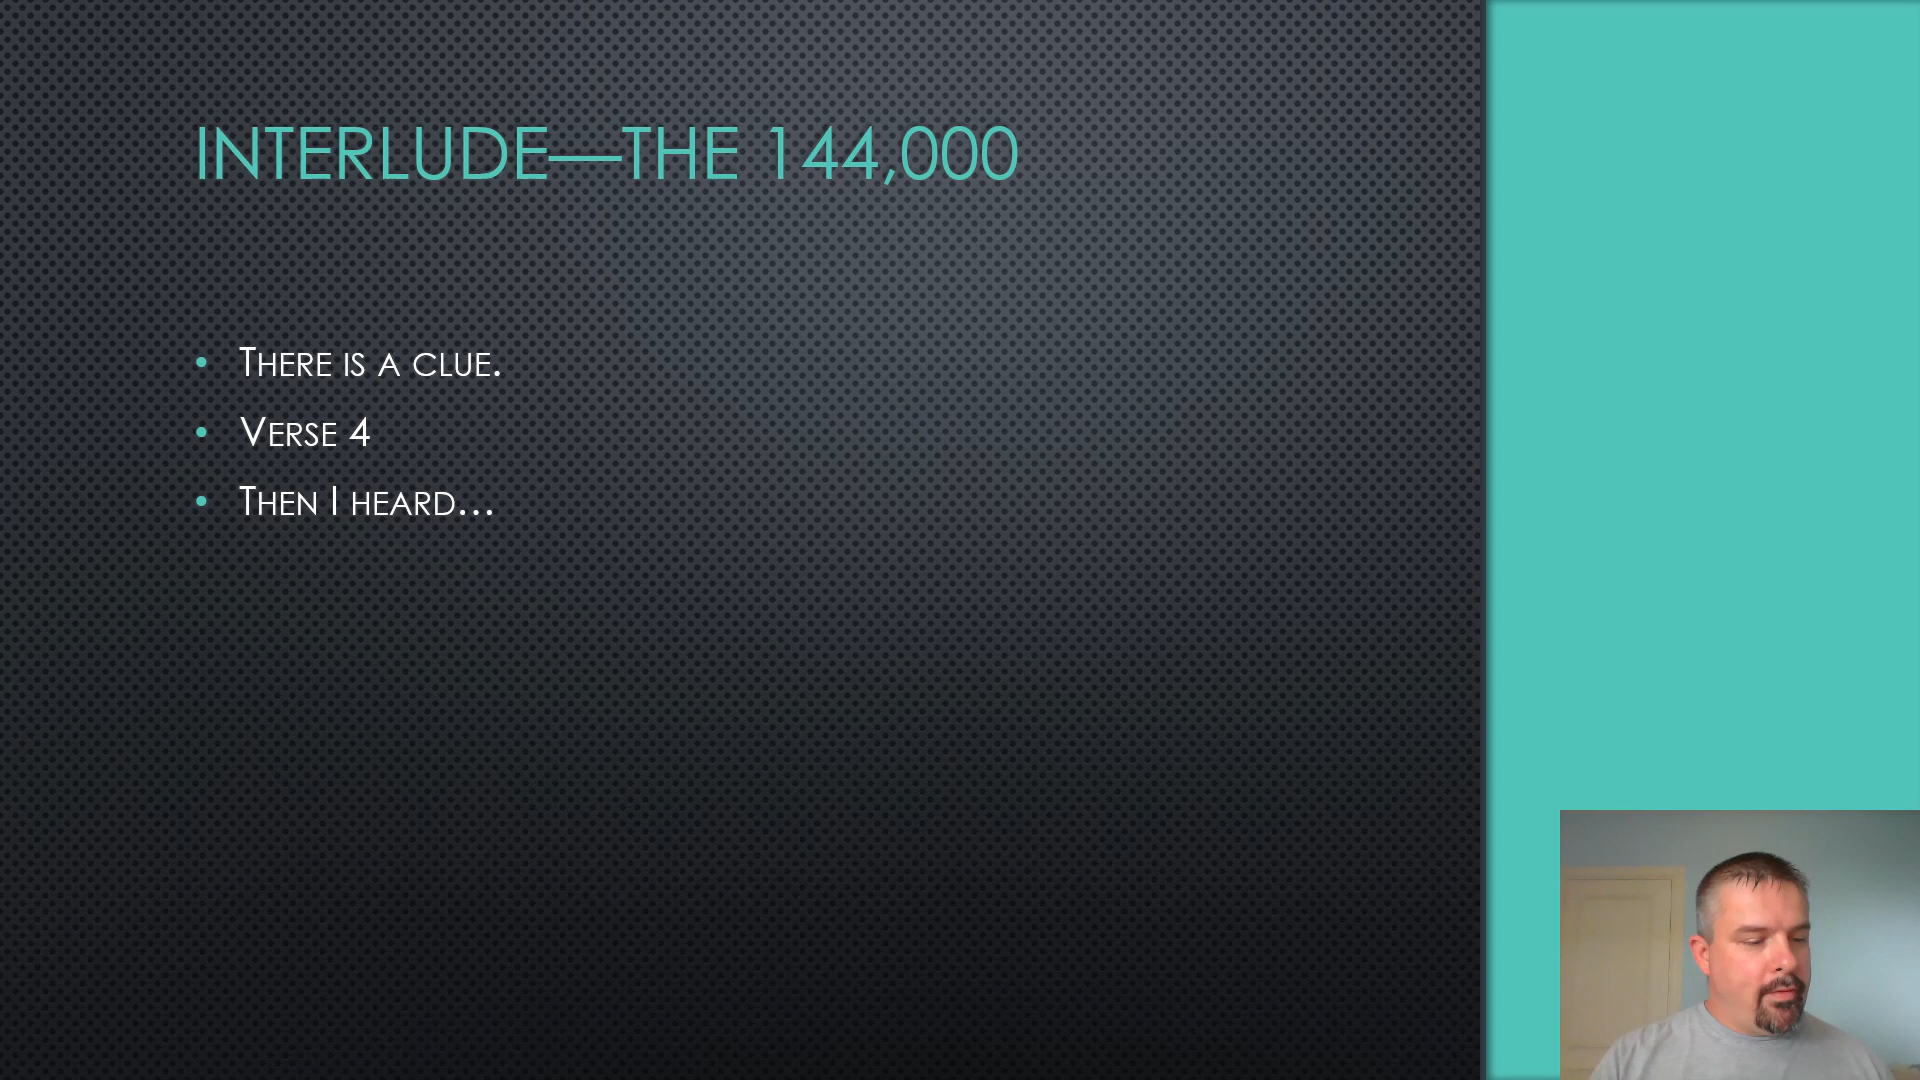 INTERLUDE—THE 144,000
• THERE IS A CLUE.
• VERSE 4
• THEN I HEARD…